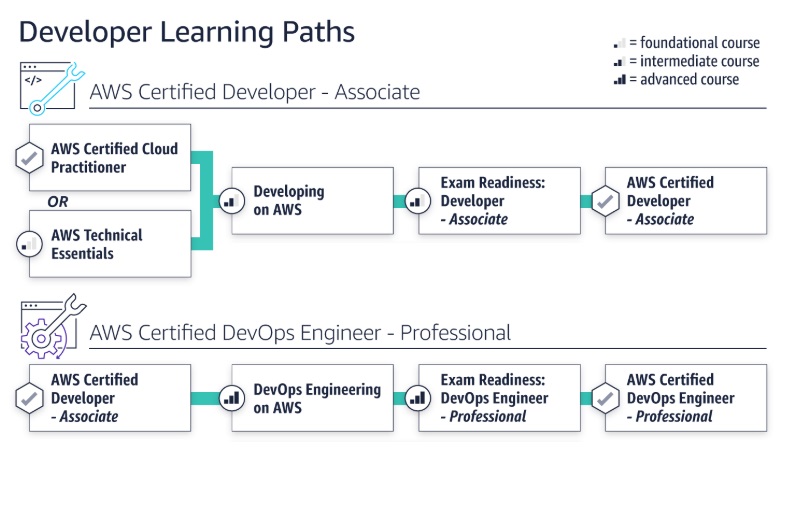 Developer Learning Paths
= foundational course
= intermediate course
= advanced course
</>
AWS Certified Developer - Associate
AWS Certified Cloud
Practitioner
OR
AWS Technical
Essentials
Developing
on AWS
Exam Readiness:
Developer
- Associate
AWS Certified
Developer
- Associate
AWS Certified DevOps Engineer - Professional
AWS Certified
Developer
- Associate
DevOps Engineering
on AWS
Exam Readiness:
DevOps Engineer
- Professional
AWS Certified
DevOps Engineer
- Professional